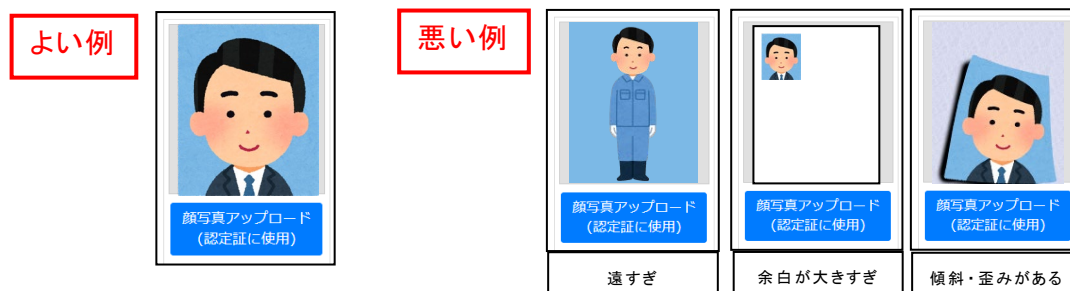 よい例
顔写真アップロード
(認定証に使用)
悪い例
顔写真アップロード
(認定証に使用)
遠すぎ
顔写真アップロード
(認定証に使用)
余白が大きすぎ
顔写真アップロード
(認定証に使用)
傾斜・歪みがある